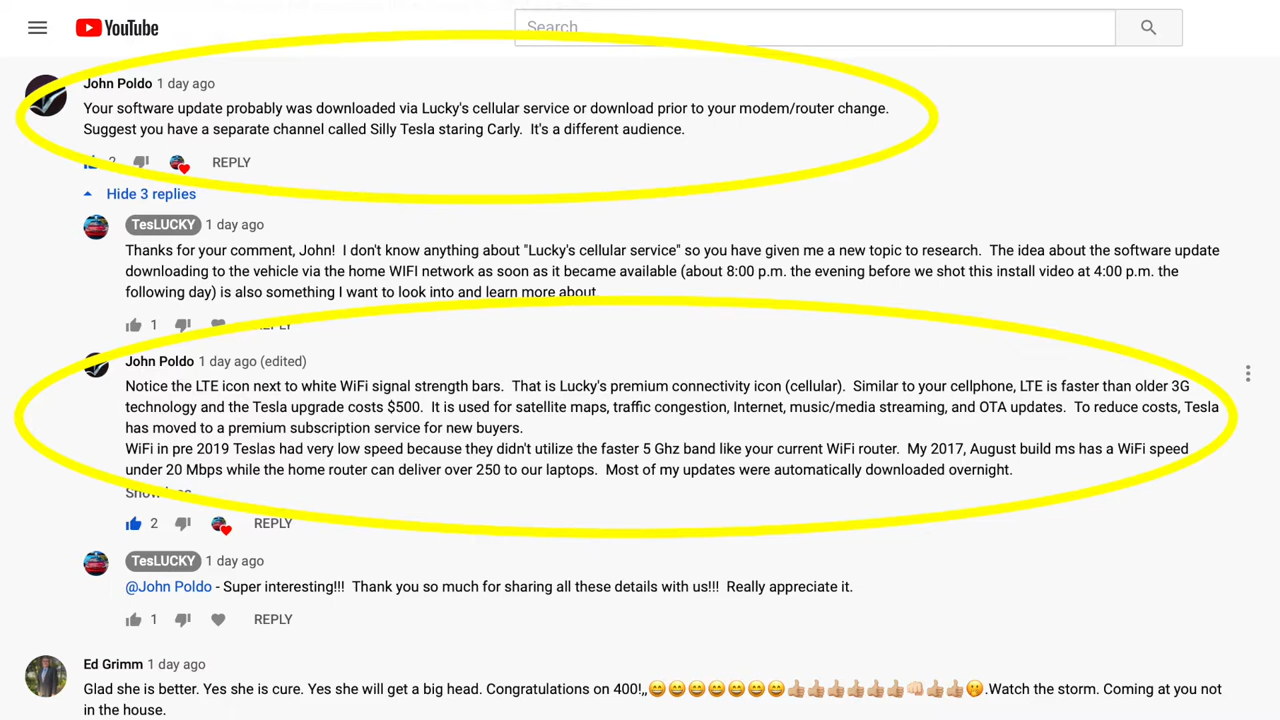 YouTube
Search
John Poldo 1 day ago
Your software update probably was downloaded via Lucky's cellular service or download prior to your modem/router change.
Suggest you have a separate channel called Silly Tesla staring Carly. It's a different audience.
2 REPLY
Hide 3 replies
TesLUCKY 1 day ago
Thanks for your comment, John! I don't know anything about "Lucky's cellular service" so you have given me a new topic to research. The idea about the software update
downloading to the vehicle via the home WIFI network as soon as it became available (about 8:00 p.m. the evening before we shot this install video at 4:00 p.m. the
following day) is also something I want to look into and learn more about
1 REPLY
John Poldo 1 day ago (edited)
Notice the LTE icon next to white WiFi signal strength bars. That is Lucky's premium connectivity icon (cellular). Similar to your cellphone, LTE is faster than older 3G
technology and the Tesla upgrade costs $500. It is used for satellite maps, traffic congestion, Internet, music/media streaming, and OTA updates. To reduce costs, Tesla
has moved to a premium subscription service for new buyers.
WiFi in pre 2019 Teslas had very low speed because they didn't utilize the faster 5 Ghz band like your current WiFi router. My 2017, August build ms has a WiFi speed
under 20 Mbps while the home router can deliver over 250 to our laptops. Most of my updates were automatically downloaded overnight.
Show less
2 REPLY
TesLUCKY 1 day ago
@John Poldo - Super interesting!!! Thank you so much for sharing all these details with us!!! Really appreciate it.
1 REPLY
Ed Grimm 1 day ago
Glad she is better. Yes she is cure. Yes she will get a big head. Congratulations on 400!,,😄😄😄😄😄😄😄👍🏼👍🏼👍🏼👍🏼👍🏼👍🏼👊🏻👍🏼👍🏼🤭.Watch the storm. Coming at you not
in the house.